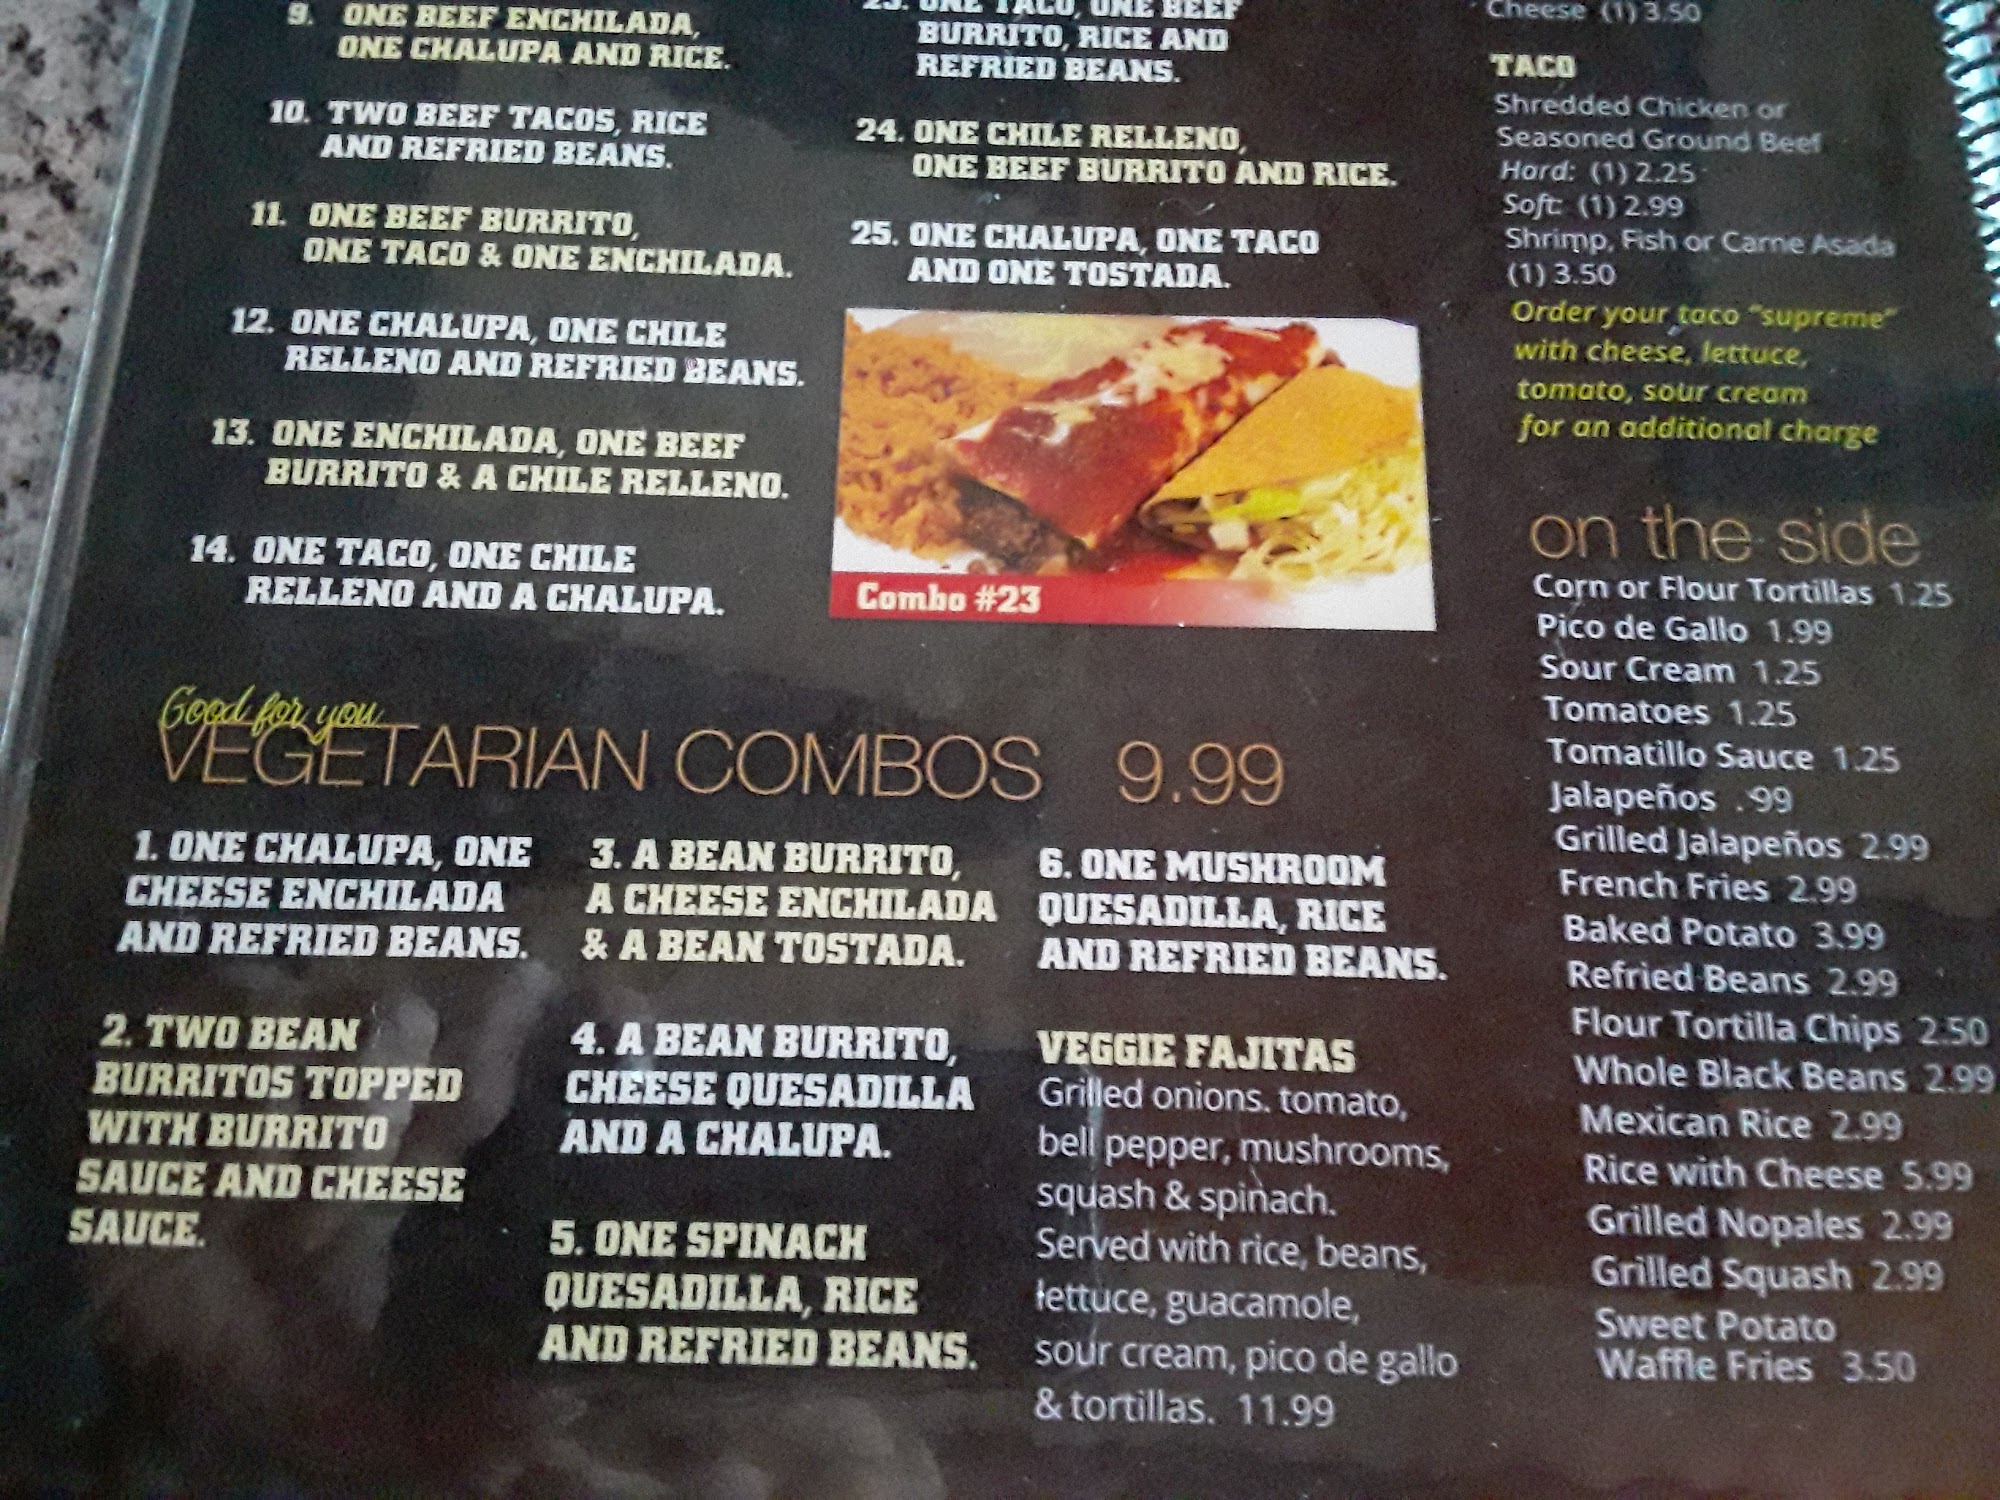 9. ONE BEEF ENCHILADA,
ONE CHALUPA AND RICE.
10. TWO BEEF TACOS, RICE
AND REFRIED BEANS.
11. ONE BEEF BURRITO,
ONE TACO & ONE ENCHILADA.
12. ONE CHALUPA, ONE CHILE
RELLENO AND REFRIED BEANS.
13. ONE ENCHILADA, ONE BEEF
BURRITO & A CHILE RELLENO.
14. ONE TACO, ONE CHILE
RELLENO AND A CHALUPA.
23. ONE TACO, ONE BEEF
BURRITO, RICE AND
REFRIED BEANS.
24. ONE CHILE RELLENO,
ONE BEEF BURRITO AND RICE.
25. ONE CHALUPA, ONE TACO
AND ONE TOSTADA.
Combo #23
Good for you
VEGETARIAN COMBOS 9.99
1. ONE CHALUPA, ONE
CHEESE ENCHILADA
AND REFRIED BEANS.
2. TWO BEAN
BURRITOS TOPPED
WITH BURRITO
SAUCE AND CHEESE
SAUCE.
3. A BEAN BURRITO,
A CHEESE ENCHILADA
& A BEAN TOSTADA.
4. A BEAN BURRITO,
CHEESE QUESADILLA
AND A CHALUPA.
5. ONE SPINACH
QUESADILLA, RICE
AND REFRIED BEANS.
6. ONE MUSHROOM
QUESADILLA, RICE
AND REFRIED BEANS.
VEGGIE FAJITAS
Grilled onions. tomato,
bell pepper, mushrooms,
squash & spinach.
Served with rice, beans,
lettuce, guacamole,
sour cream, pico de gallo
& tortillas. 11.99
Cheese (1) 3.50
TACO
Shredded Chicken or
Seasoned Ground Beef
Hard: (1) 2.25
Soft: (1) 2.99
Shrimp, Fish or Carne Asada
(1) 3.50
Order your taco "supreme"
with cheese, lettuce,
tomato, sour cream
for an additional charge
on the side
Corn or Flour Tortillas 1.25
Pico de Gallo 1.99
Sour Cream 1.25
Tomatoes 1.25
Tomatillo Sauce 1.25
Jalapeños .99
Grilled Jalapeños 2.99
French Fries 2.99
Baked Potato 3.99
Refried Beans 2.99
Flour Tortilla Chips 2.50
Whole Black Beans 2.99
Mexican Rice 2.99
Rice with Cheese 5.99
Grilled Nopales 2.99
Grilled Squash 2.99
Sweet Potato
Waffle Fries 3.50